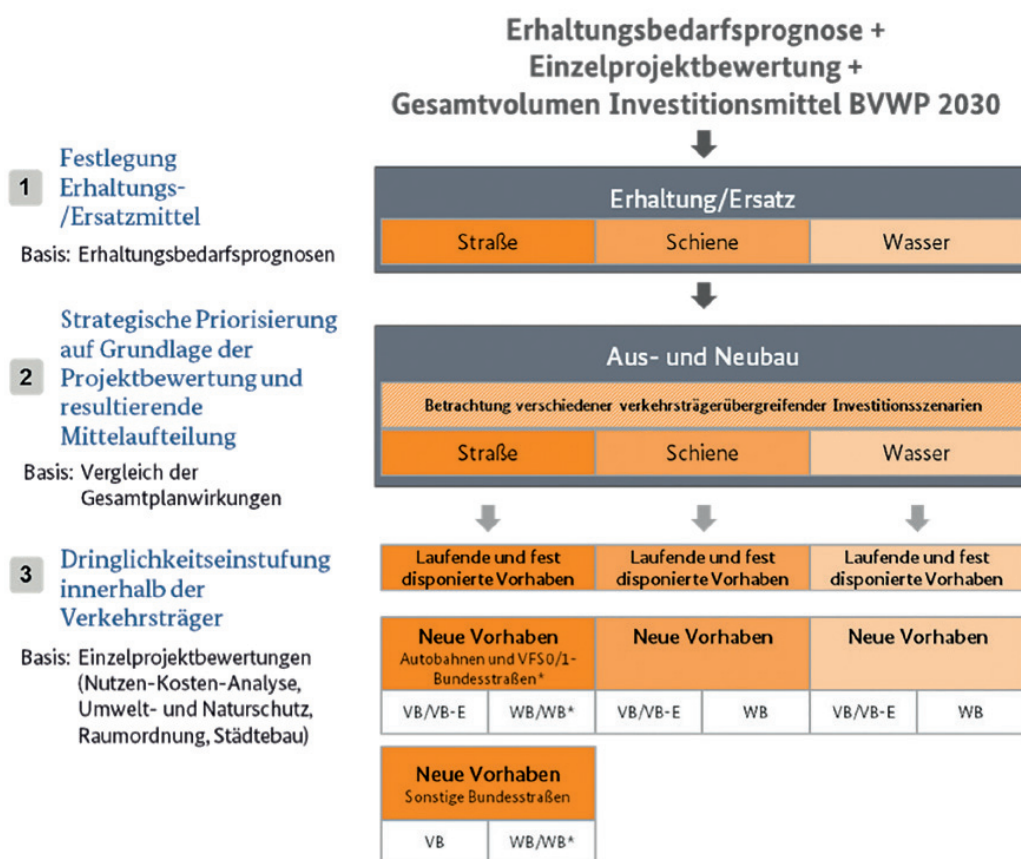 Erhaltungsbedarfsprognose +
Einzelprojektbewertung +
Gesamtvolumen Investitionsmittel BVWP 2030
1
Festlegung
Erhaltungs-
/Ersatzmittel
Basis: Erhaltungsbedarfsprognosen
Erhaltung/Ersatz
Straße
Schiene
Wasser
2
Strategische Priorisierung
auf Grundlage der
Projektbewertung und
resultierende
Mittelaufteilung
Basis: Vergleich der
Gesamtplanwirkungen
Aus- und Neubau
Betrachtung verschiedener verkehrsträgerübergreifender Investitionsszenarien
Straße
Schiene
Wasser
3
Dringlichkeitseinstufung
innerhalb der
Verkehrsträger
Basis: Einzelprojektbewertungen
(Nutzen-Kosten-Analyse,
Umwelt- und Naturschutz,
Raumordnung, Städtebau)
Laufende und fest
disponierte Vorhaben
Laufende und fest
disponierte Vorhaben
Laufende und fest
disponierte Vorhaben
Neue Vorhaben
Autobahnen und VFS0/1-
Bundesstraßen*
Neue Vorhaben
Neue Vorhaben
VB/VB-E
WB/WB*
VB/VB-E
WB
VB/VB-E
WB
Neue Vorhaben
Sonstige Bundesstraßen
VB
WB/WB*